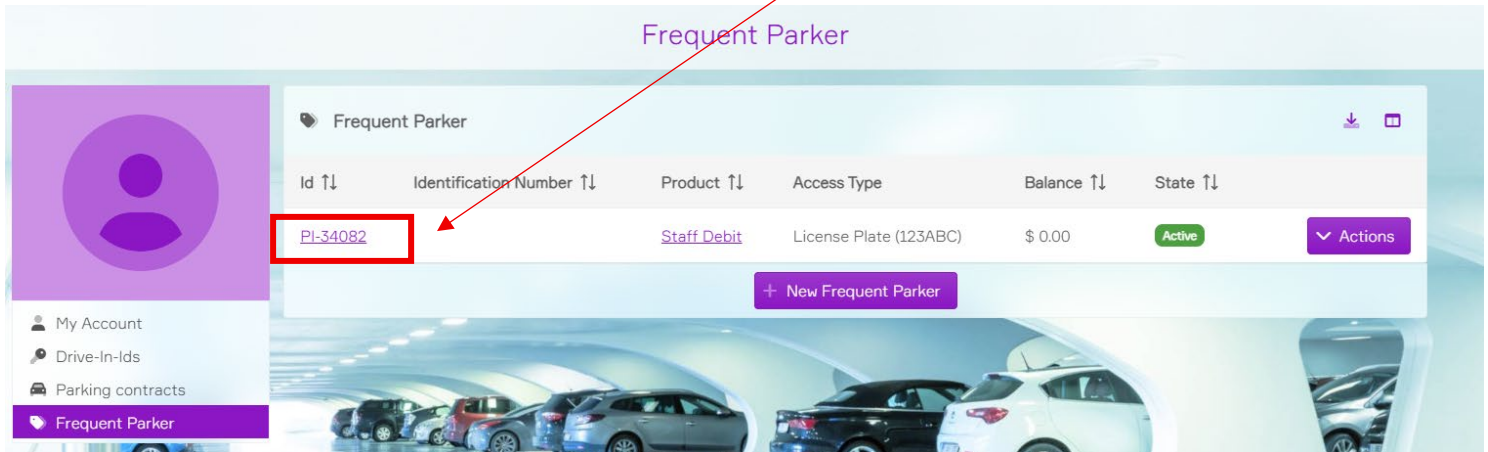 Frequent Parker
Frequent Parker
Id Identification Number Product Access Type Balance State
PI-34082 Staff Debit License Plate (123ABC) $ 0.00 Active Actions
+ New Frequent Parker
My Account
Drive-In-Ids
Parking contracts
Frequent Parker